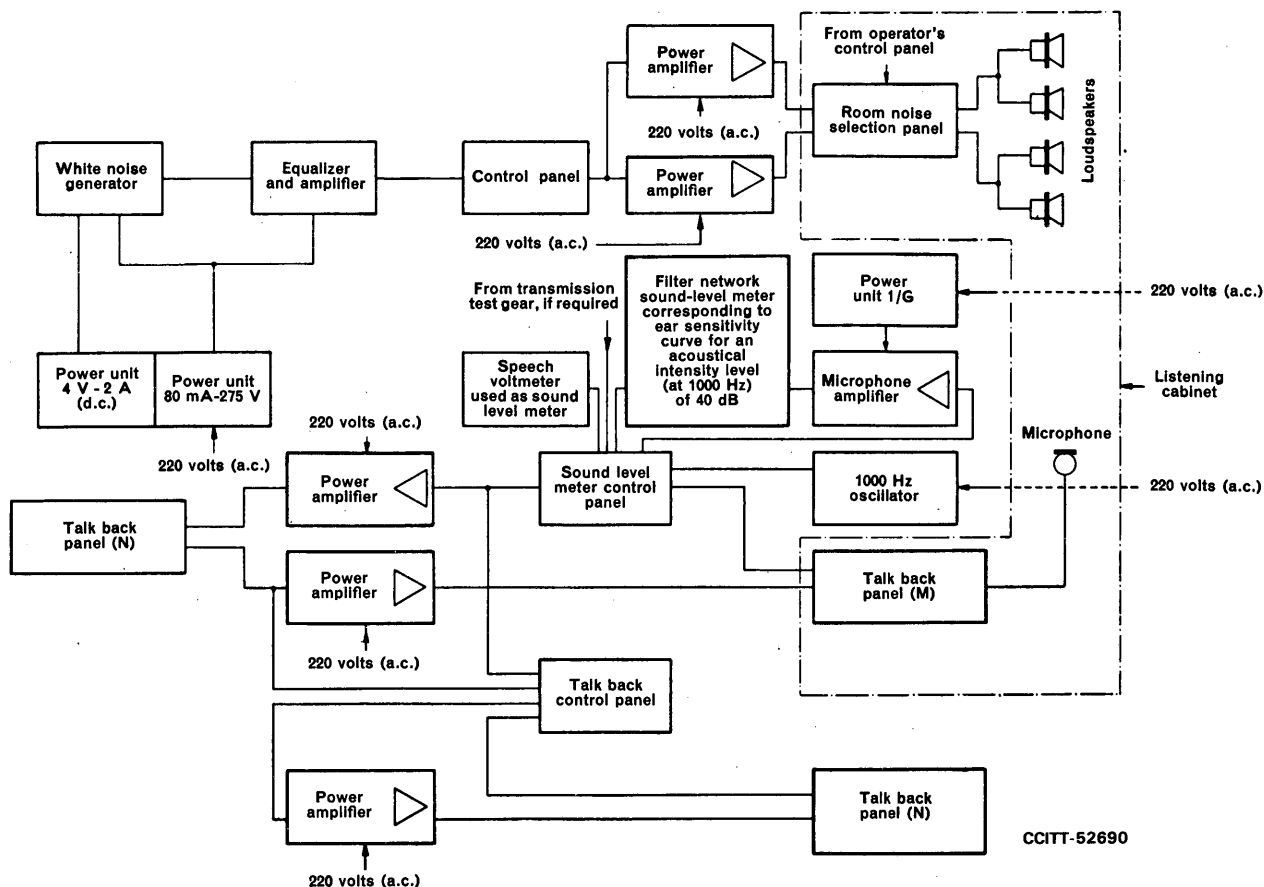 From operator's
control panel
Power
amplifier
220 volts (a.c.)
Room noise
selection panel
Loudspeakers
White noise
generator
Equalizer
and amplifier
Control panel
Power
amplifier
220 volts (a.c.)
From transmission
test gear, if required
Filter network
sound-level meter
corresponding to
ear sensitivity
curve for an
acoustical
intensity level
(at 1000 Hz)
of 40 dB
Power
unit 1/G
220 volts (a.c.)
Power unit
4 V - 2 A
(d.c.)
Power unit
80 mA-275 V
220 volts (a.c.)
Speech
voltmeter
used as sound
level meter
Microphone
amplifier
Listening
cabinet
220 volts (a.c.)
Microphone
Power
amplifier
Sound level
meter control
panel
1000 Hz
oscillator
220 volts (a.c.)
Talk back
panel (N)
Power
amplifier
220 volts (a.c.)
Talk back
panel (M)
Talk back
control panel
Power
amplifier
220 volts (a.c.)
Talk back
panel (N)
CCITT-52690